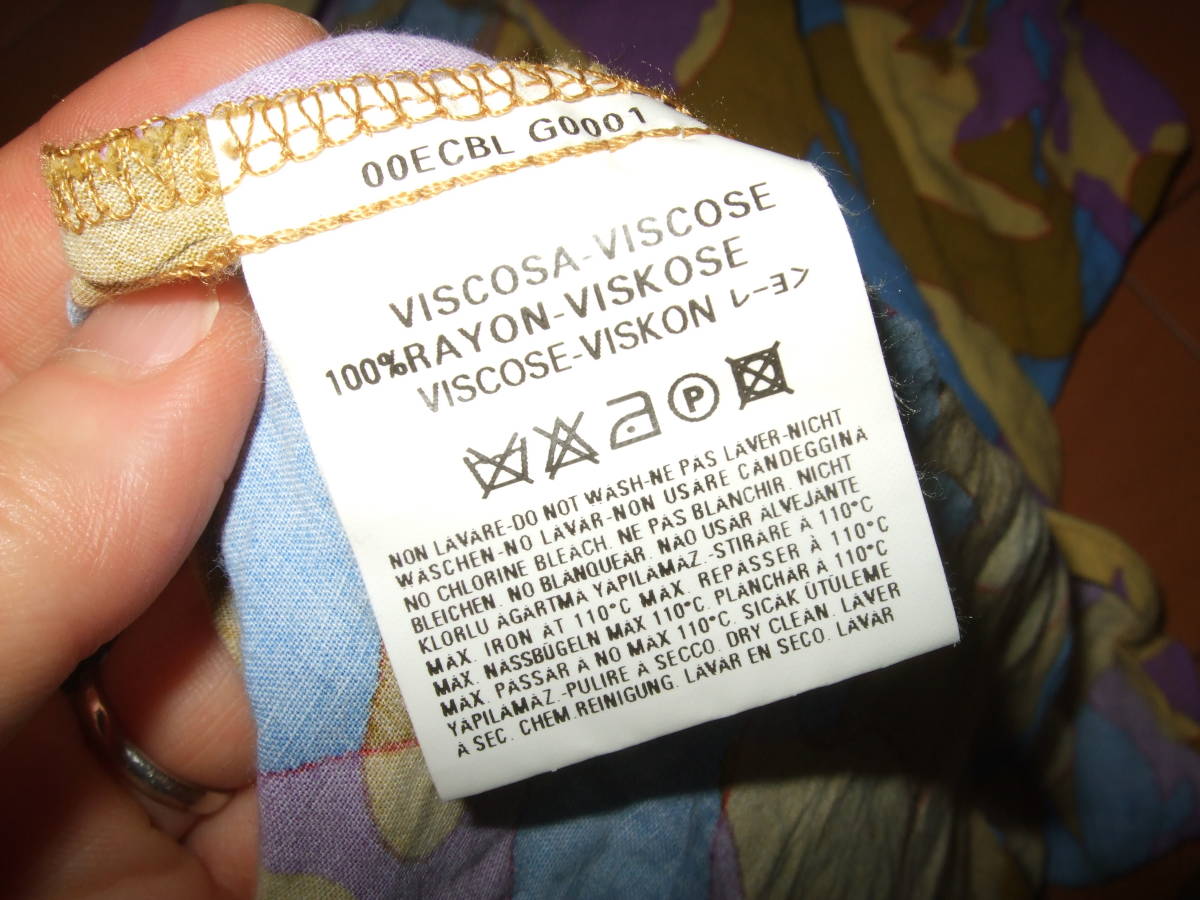 00ECBL G0001
VISCOSA-VISCOSE
100%RAYON-VISKOSE
VISCOSE-VISKON レーヨン
P
NON LAVARE-DO NOT WASH-NE PAS LAVER-NICHT
WASCHEN-NO LAVAR-NON USARE CANDEGGINA
NO CHLORINE BLEACH. NE PAS BLANCHIR. NICHT
BLEICHEN. NO BLANQUEAR. NAO USAR ALVEJANTE
KLORLU AGARTMA YAPILAMAZ.-STIRARE À 110°C
MAX. IRON AT 110°C MAX. REPASSER À 110°C
MAX. NASSBÜGELN MAX 110°C. PLANCHAR À 110°C
MAX. PASSAR A NO MAX 110°C. SICAK ÜTÜLEME
YAPILAMAZ.-PULIRE A SECCO. DRY CLEAN. LAVER
A SEC. CHEM.REINIGUNG. LAVAR EN SECO. LAVAR